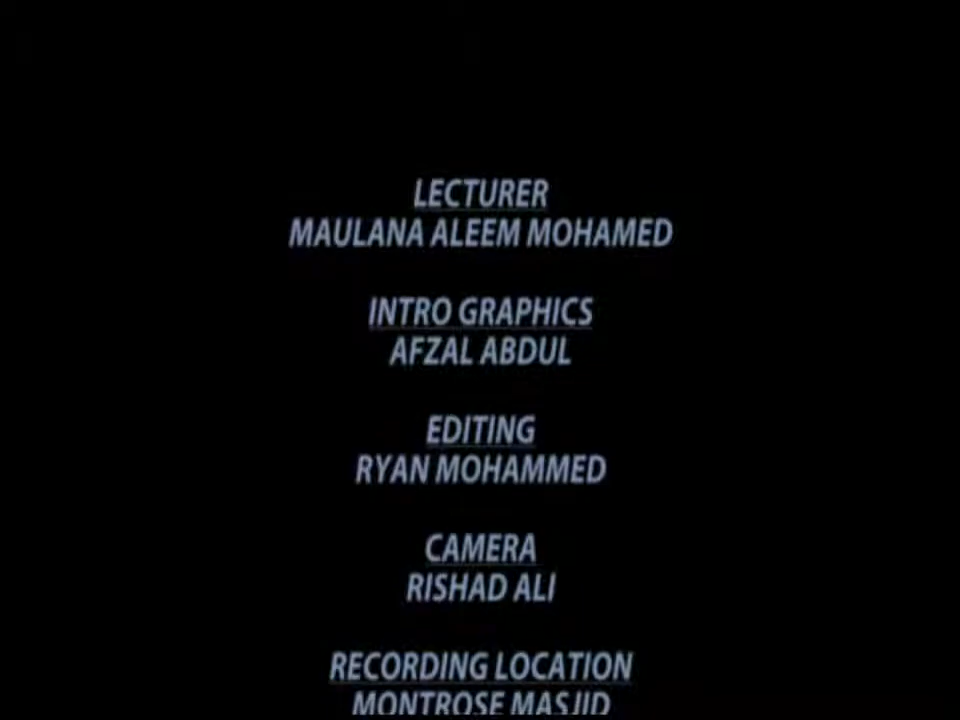 LECTURER
MAULANA ALEEM MOHAMED
INTRO GRAPHICS
AFZAL ABDUL
EDITING
RYAN MOHAMMED
CAMERA
RISHAD ALI
RECORDING LOCATION
MONTROSE MASJID